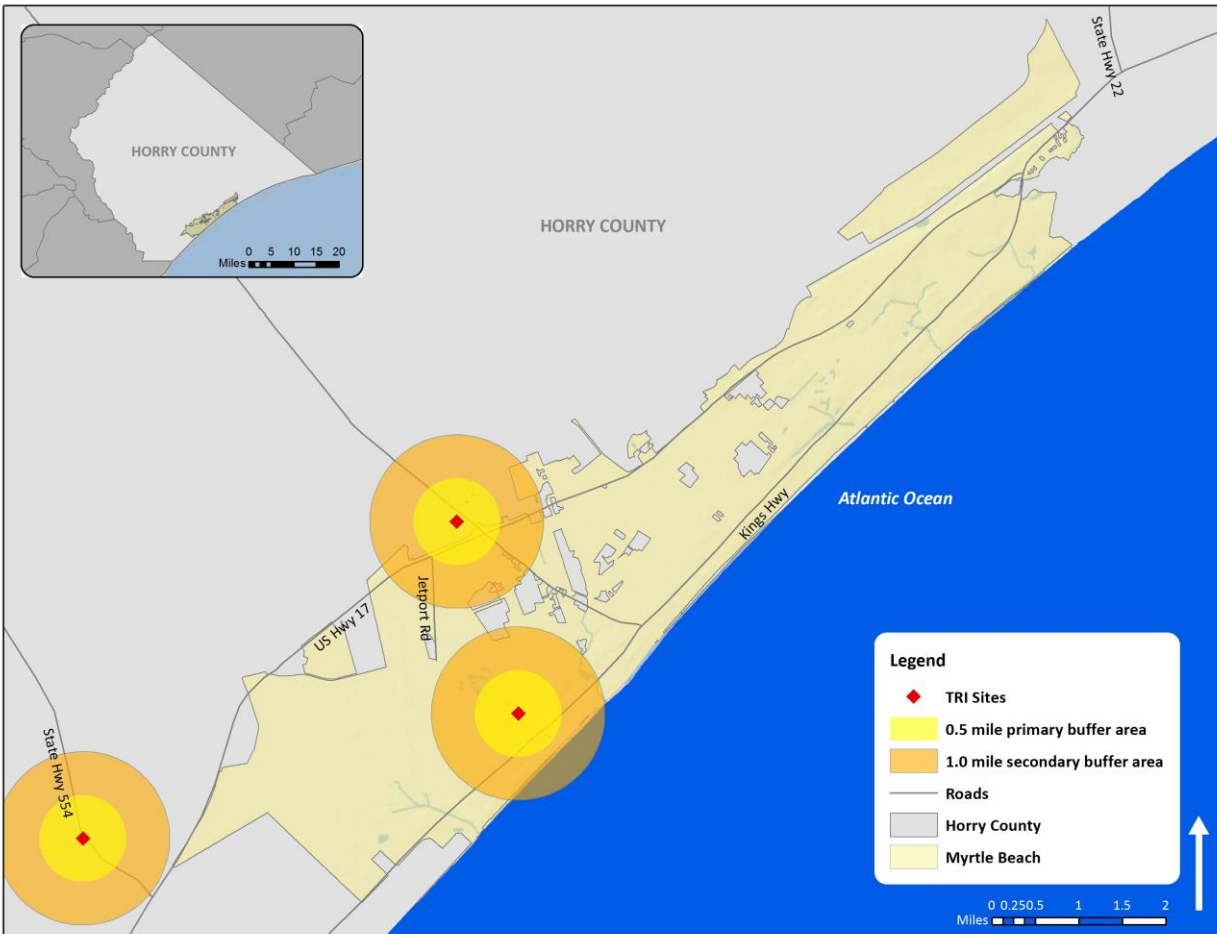 HORRY COUNTY
0 5 10 15 20
Miles
State Hwy 22
HORRY COUNTY
Atlantic Ocean
Kings Hwy
Jetport Rd
US Hwy 17
State Hwy 554
Legend
TRI Sites
0.5 mile primary buffer area
1.0 mile secondary buffer area
Roads
Horry County
Myrtle Beach
0 0.250.5 1 1.5 2
Miles